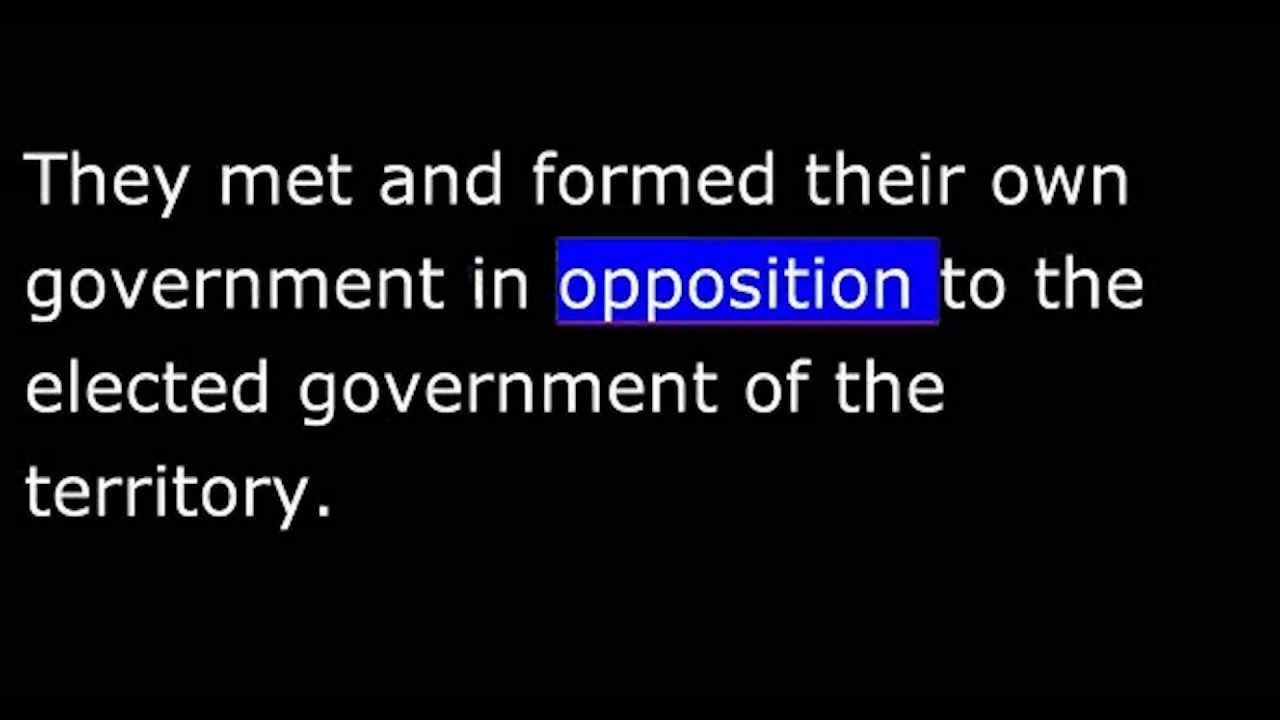 They met and formed their own
government in opposition to the
elected government of the
territory.